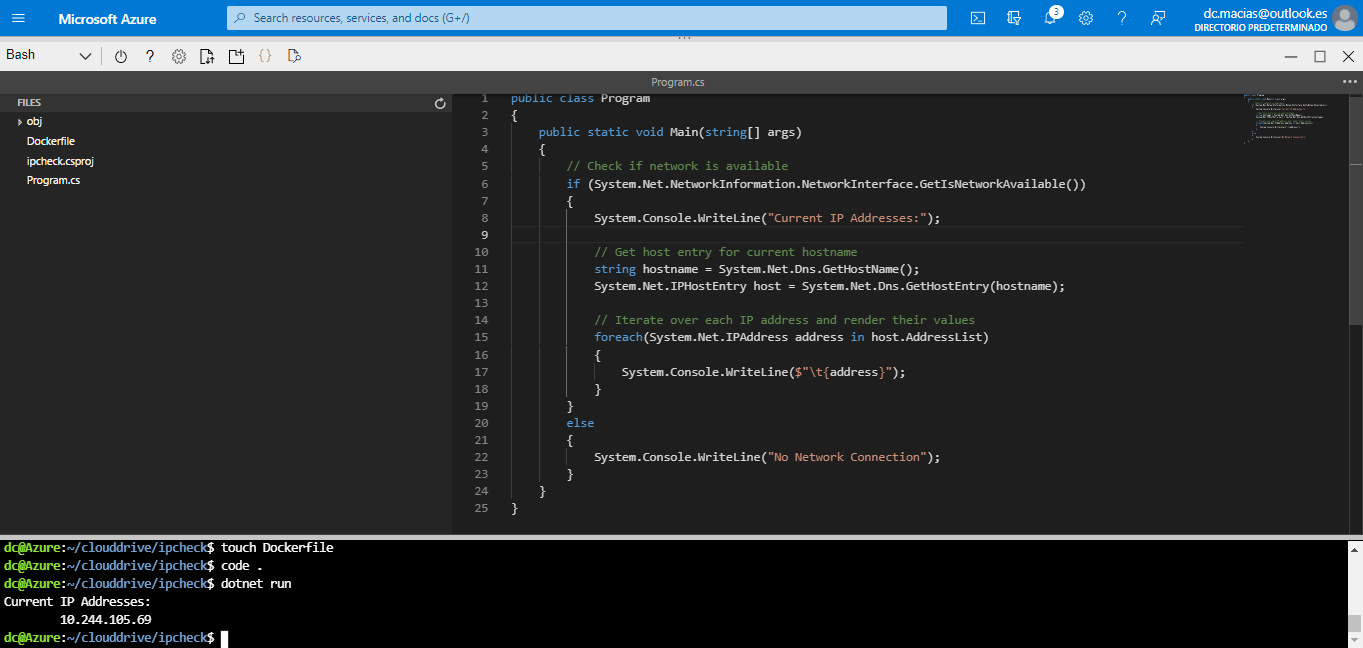 Microsoft Azure
Search resources, services, and docs (G+/)
3
dc.macias@outlook.es
DIRECTORIO PREDETERMINADO
Bash
Program.cs
FILES
obj
Dockerfile
ipcheck.csproj
Program.cs
1 public class Program
2 {
3     public static void Main(string[] args)
4     {
5         // Check if network is available
6         if (System.Net.NetworkInformation.NetworkInterface.GetIsNetworkAvailable())
7         {
8             System.Console.WriteLine("Current IP Addresses:");
9
10             // Get host entry for current hostname
11             string hostname = System.Net.Dns.GetHostName();
12             System.Net.IPHostEntry host = System.Net.Dns.GetHostEntry(hostname);
13
14             // Iterate over each IP address and render their values
15             foreach(System.Net.IPAddress address in host.AddressList)
16             {
17                 System.Console.WriteLine($"\t{address}");
18             }
19         }
20         else
21         {
22             System.Console.WriteLine("No Network Connection");
23         }
24     }
25 }
dc@Azure:~/clouddrive/ipcheck$ touch Dockerfile
dc@Azure:~/clouddrive/ipcheck$ code .
dc@Azure:~/clouddrive/ipcheck$ dotnet run
Current IP Addresses:
        10.244.105.69
dc@Azure:~/clouddrive/ipcheck$